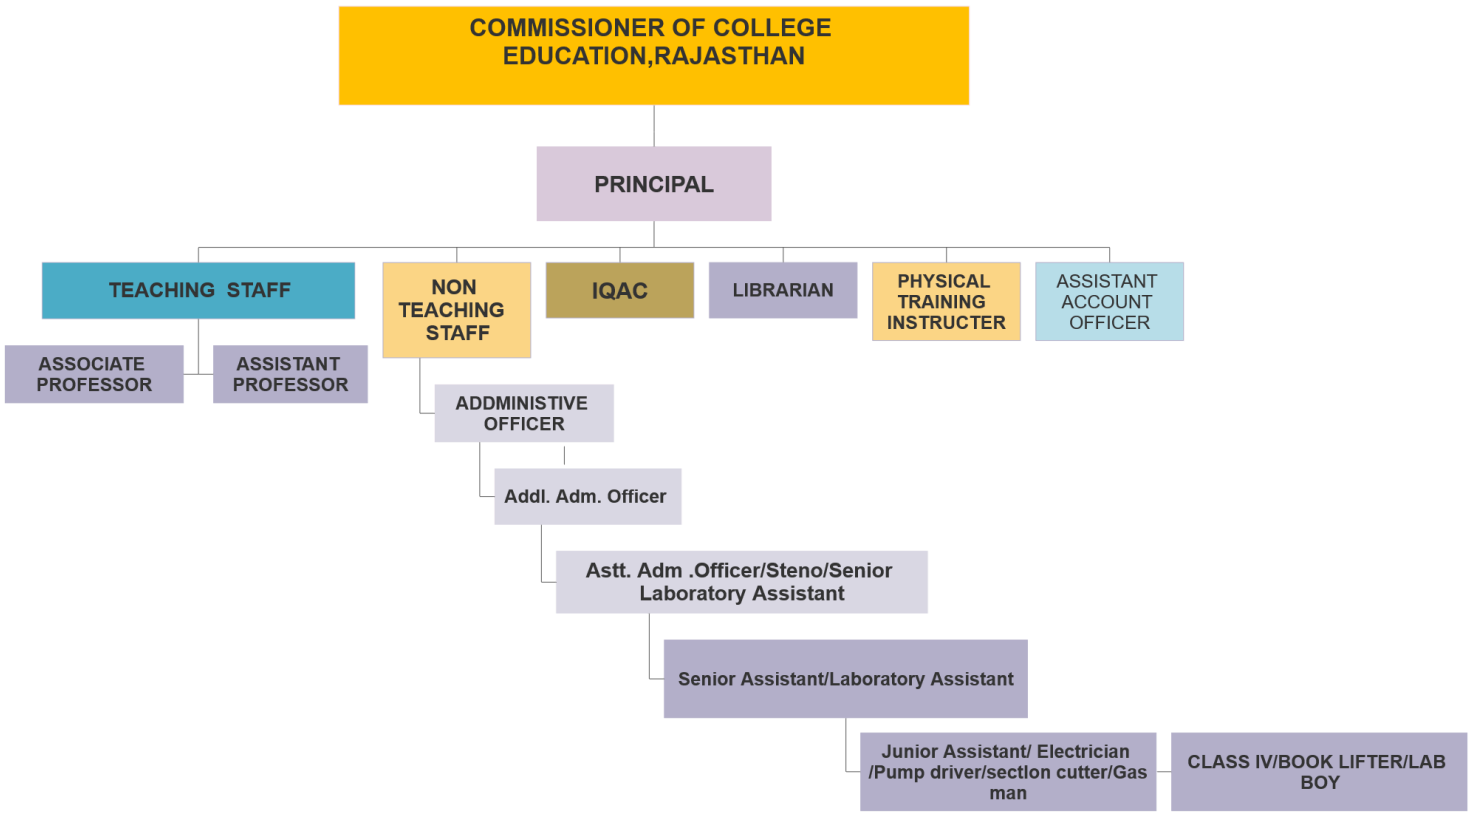 COMMISSIONER OF COLLEGE
EDUCATION,RAJASTHAN
PRINCIPAL
TEACHING STAFF
NON
TEACHING
STAFF
IQAC
LIBRARIAN
PHYSICAL
TRAINING
INSTRUCTER
ASSISTANT
ACCOUNT
OFFICER
ASSOCIATE
PROFESSOR
ASSISTANT
PROFESSOR
ADDMINISTIVE
OFFICER
Addl. Adm. Officer
Astt. Adm .Officer/Steno/Senior
Laboratory Assistant
Senior Assistant/Laboratory Assistant
Junior Assistant/ Electrician
/Pump driver/sectlon cutter/Gas
man
CLASS IV/BOOK LIFTER/LAB
BOY